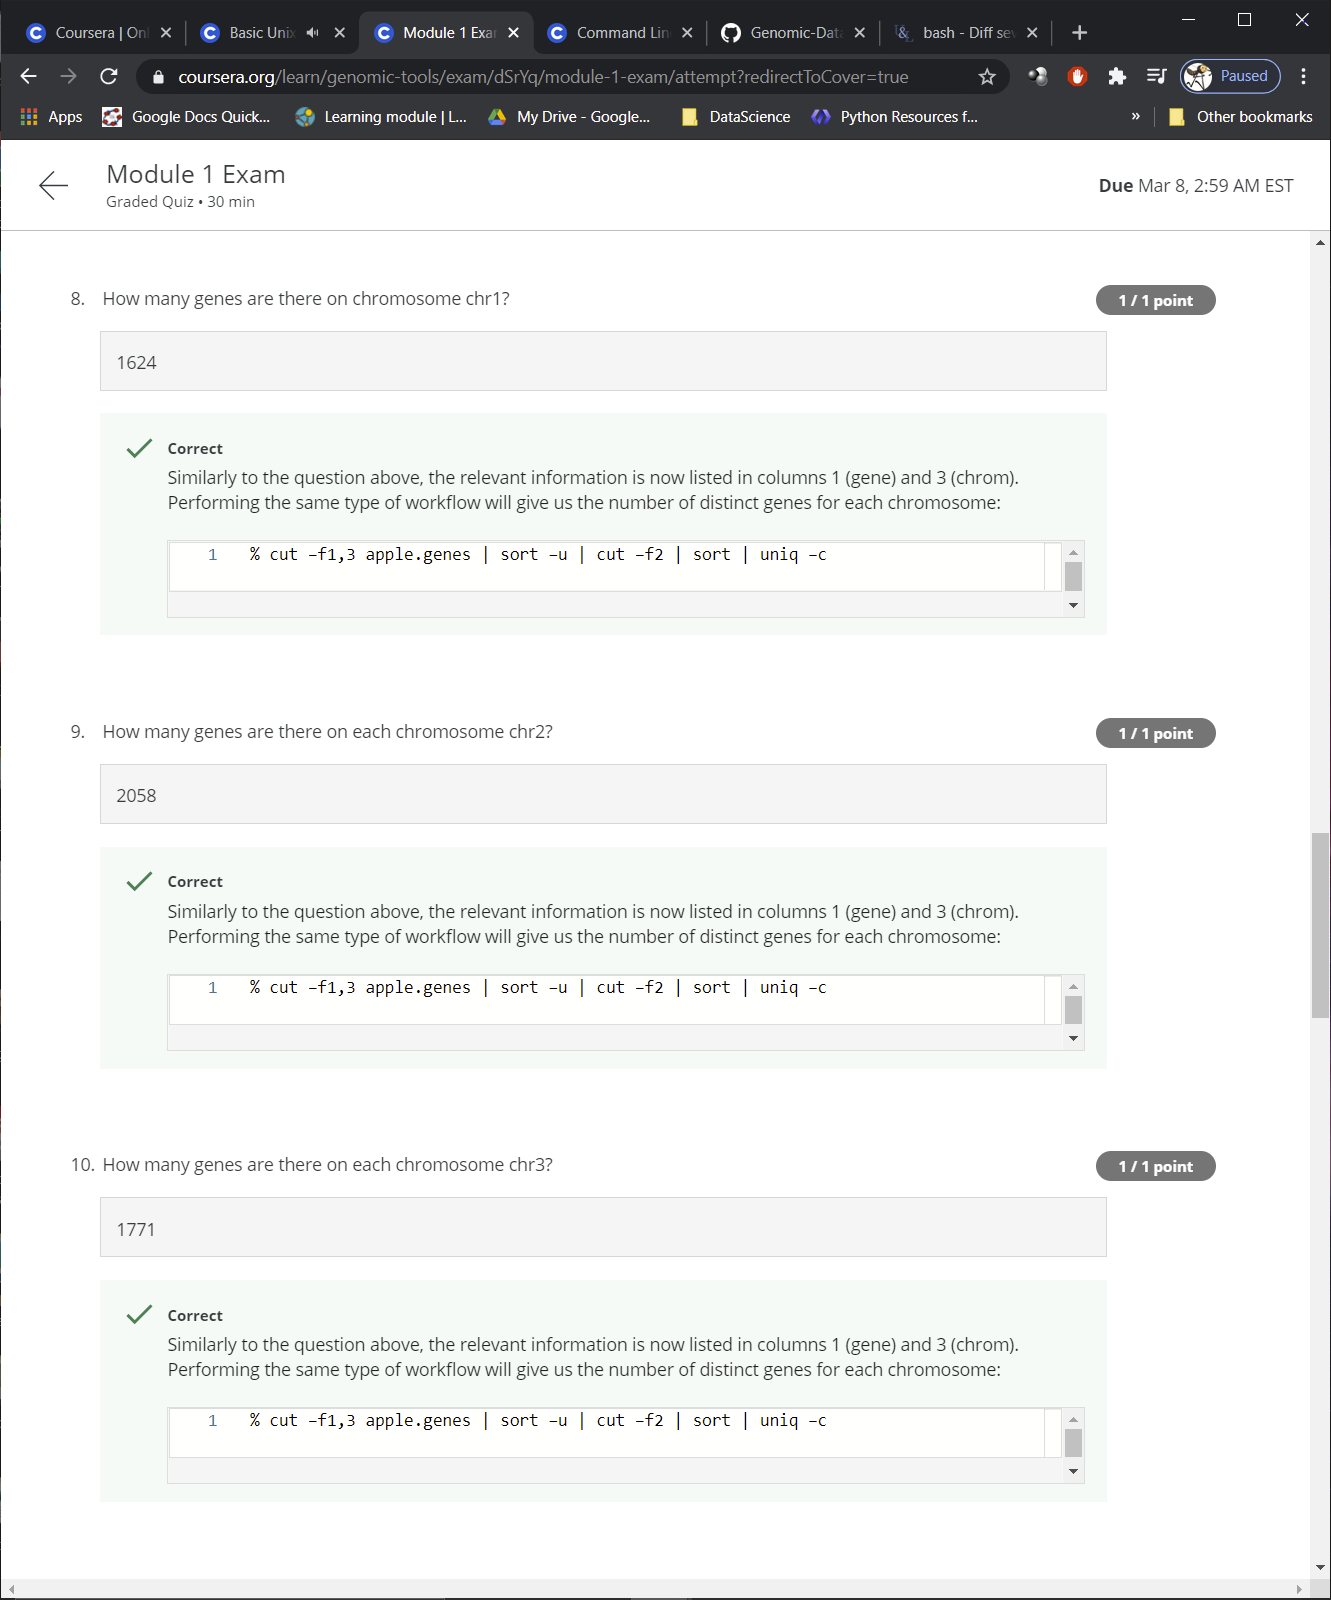 Coursera | Onl
Basic Unix
Module 1 Exam
Command Lin
Genomic-Data
bash - Diff sev
coursera.org/learn/genomic-tools/exam/dSrYq/module-1-exam/attempt?redirectToCover=true
Paused
Apps
Google Docs Quick...
Learning module | L...
My Drive - Google...
DataScience
Python Resources f...
»
Other bookmarks
Module 1 Exam
Graded Quiz • 30 min
Due Mar 8, 2:59 AM EST
8. How many genes are there on chromosome chr1?
1 / 1 point
1624
Correct
Similarly to the question above, the relevant information is now listed in columns 1 (gene) and 3 (chrom).
Performing the same type of workflow will give us the number of distinct genes for each chromosome:
1 % cut –f1,3 apple.genes | sort –u | cut –f2 | sort | uniq –c
9. How many genes are there on each chromosome chr2?
1 / 1 point
2058
Correct
Similarly to the question above, the relevant information is now listed in columns 1 (gene) and 3 (chrom).
Performing the same type of workflow will give us the number of distinct genes for each chromosome:
1 % cut –f1,3 apple.genes | sort –u | cut –f2 | sort | uniq –c
10. How many genes are there on each chromosome chr3?
1 / 1 point
1771
Correct
Similarly to the question above, the relevant information is now listed in columns 1 (gene) and 3 (chrom).
Performing the same type of workflow will give us the number of distinct genes for each chromosome:
1 % cut –f1,3 apple.genes | sort –u | cut –f2 | sort | uniq –c